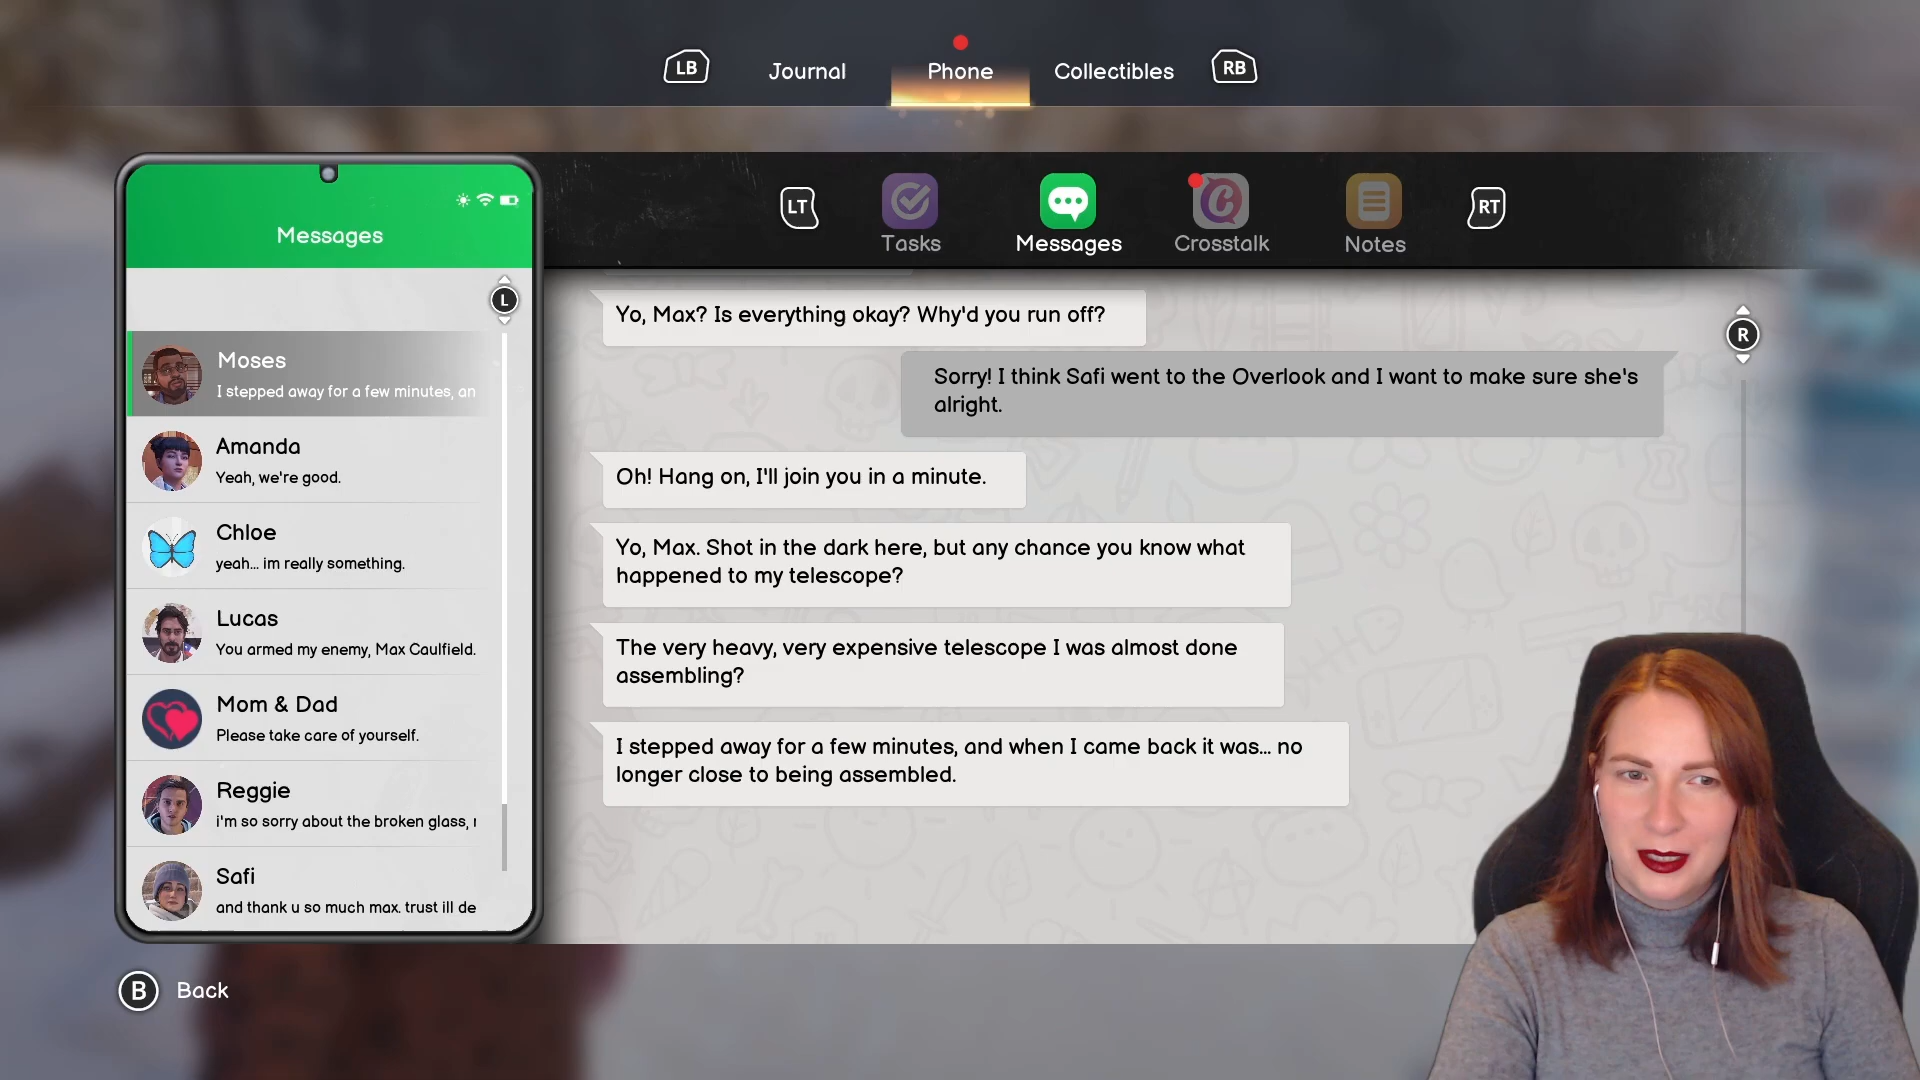 LB
Journal
Phone
Collectibles
RB
Messages
LT
Tasks
Messages
Crosstalk
Notes
RT
L
R
Moses
I stepped away for a few minutes, an
Amanda
Yeah, we're good.
Chloe
yeah... im really something.
Lucas
You armed my enemy, Max Caulfield.
Mom & Dad
Please take care of yourself.
Reggie
i'm so sorry about the broken glass, r
Safi
and thank u so much max. trust ill de
Yo, Max? Is everything okay? Why'd you run off?
Sorry! I think Safi went to the Overlook and I want to make sure she's
alright.
Oh! Hang on, I'll join you in a minute.
Yo, Max. Shot in the dark here, but any chance you know what
happened to my telescope?
The very heavy, very expensive telescope I was almost done
assembling?
I stepped away for a few minutes, and when I came back it was... no
longer close to being assembled.
B Back